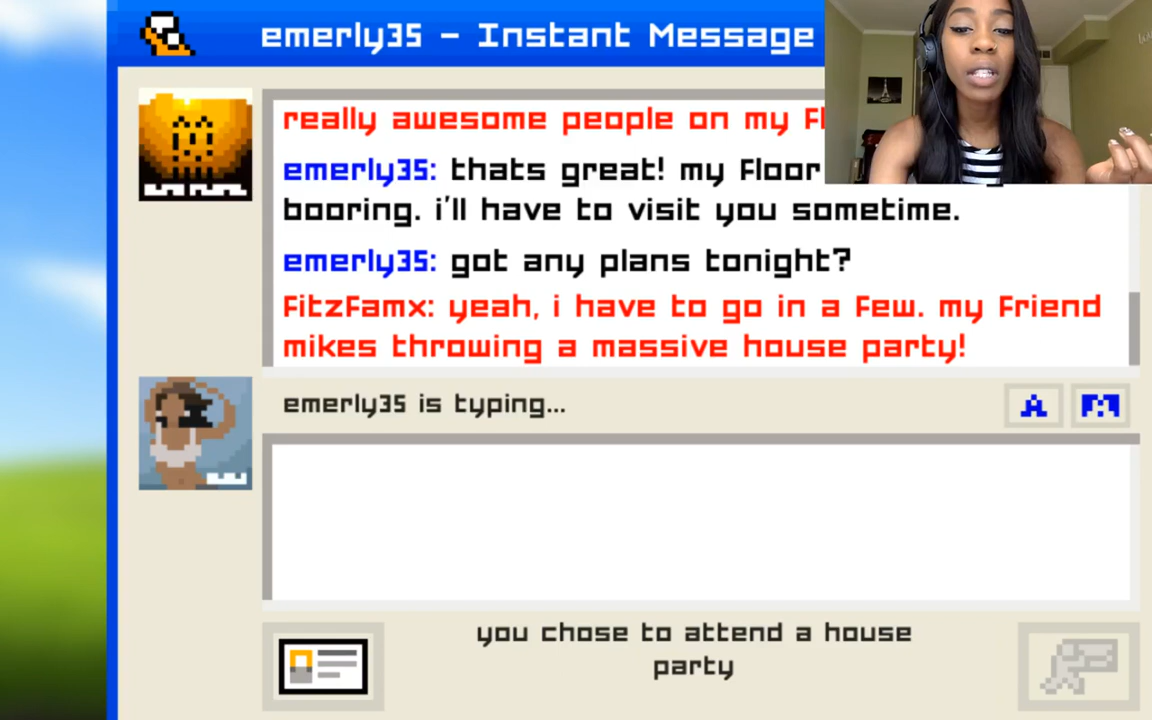 emerly35 - Instant Message
really awesome people on my
emerly35: thats great! my floor
booring. i'll have to visit you sometime.
emerly35: got any plans tonight?
FitzFamx: yeah, i have to go in a few. my friend
mikes throwing a massive house party!
emerly35 is typing...
A
you chose to attend a house
party